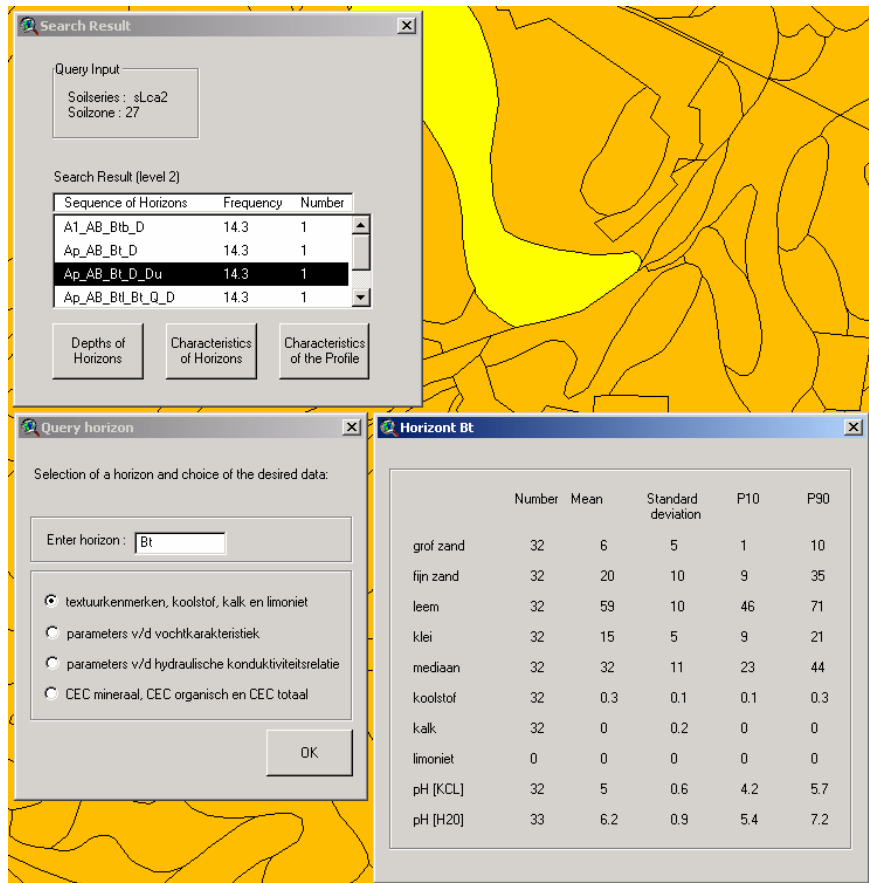 Search Result
Query Input
Soilseries : sLca2
Soilzone : 27
Search Result (level 2)
Sequence of Horizons Frequency Number
A1_AB_Btb_D 14.3 1
Ap_AB_Bt_D 14.3 1
Ap_AB_Bt_D_Du 14.3 1
Ap_AB_Btl_Bt_Q_D 14.3 1
Depths of
Horizons
Characteristics
of Horizons
Characteristics
of the Profile
Query horizon
Selection of a horizon and choice of the desired data:
Enter horizon : Bt
textuurkenmerken, koolstof, kalk en limoniet
parameters v/d vochtkarakteristiek
parameters v/d hydraulische konduktiviteitsrelatie
CEC mineraal, CEC organisch en CEC totaal
OK
Horizont Bt
Number Mean Standard deviation P10 P90
grof zand 32 6 5 1 10
fijn zand 32 20 10 9 35
leem 32 59 10 46 71
klei 32 15 5 9 21
mediaan 32 32 11 23 44
koolstof 32 0.3 0.1 0.1 0.3
kalk 32 0 0.2 0 0
limoniet 0 0 0 0 0
pH [KCL] 32 5 0.6 4.2 5.7
pH [H20] 33 6.2 0.9 5.4 7.2